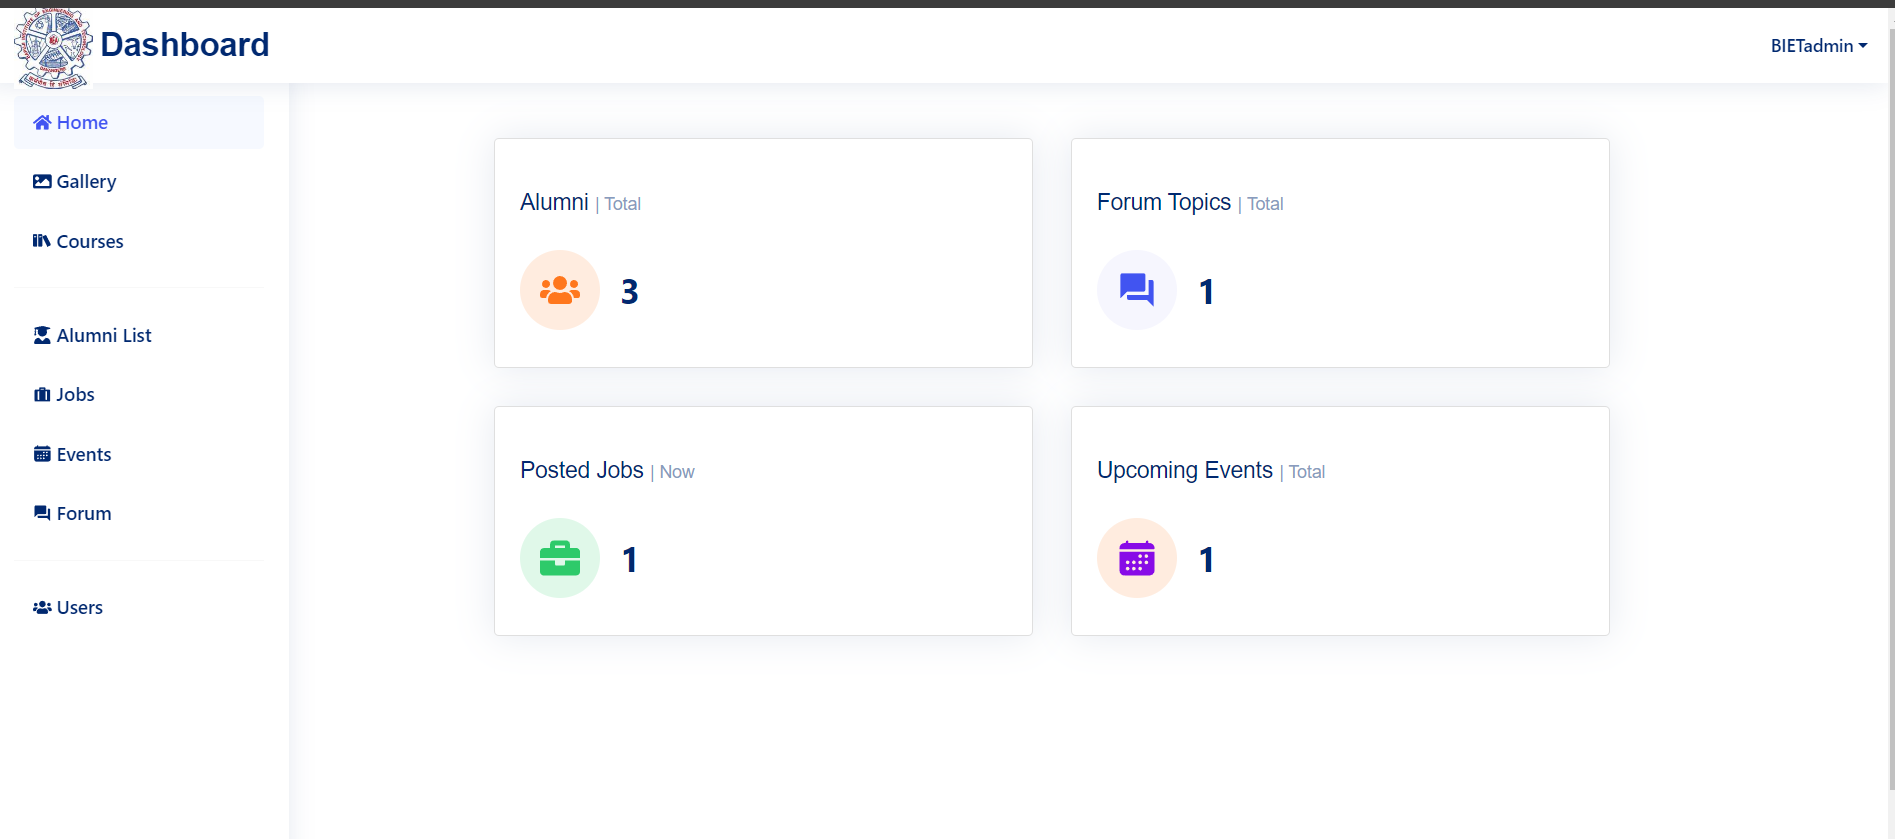 Dashboard
BIETadmin
Home
Gallery
Courses
Alumni List
Jobs
Events
Forum
Users
Alumni | Total
3
Forum Topics | Total
1
Posted Jobs | Now
1
Upcoming Events | Total
1